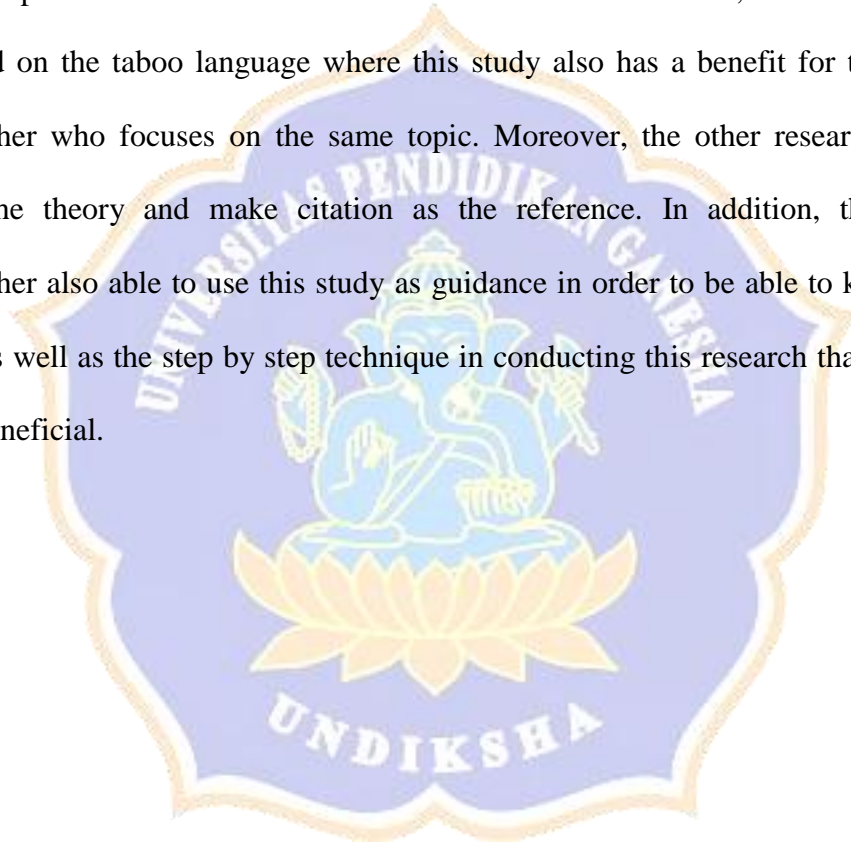 on the taboo language where this study also has a benefit for
her who focuses on the same topic. Moreover, the other resear
he theory and make citation as the reference. In addition, th
her also able to use this study as guidance in order to be able to k
s well as the step by step technique in conducting this research tha
neficial.
UNIVERSITAS PENDIDIKAN GANESHA
UNDIKSHA